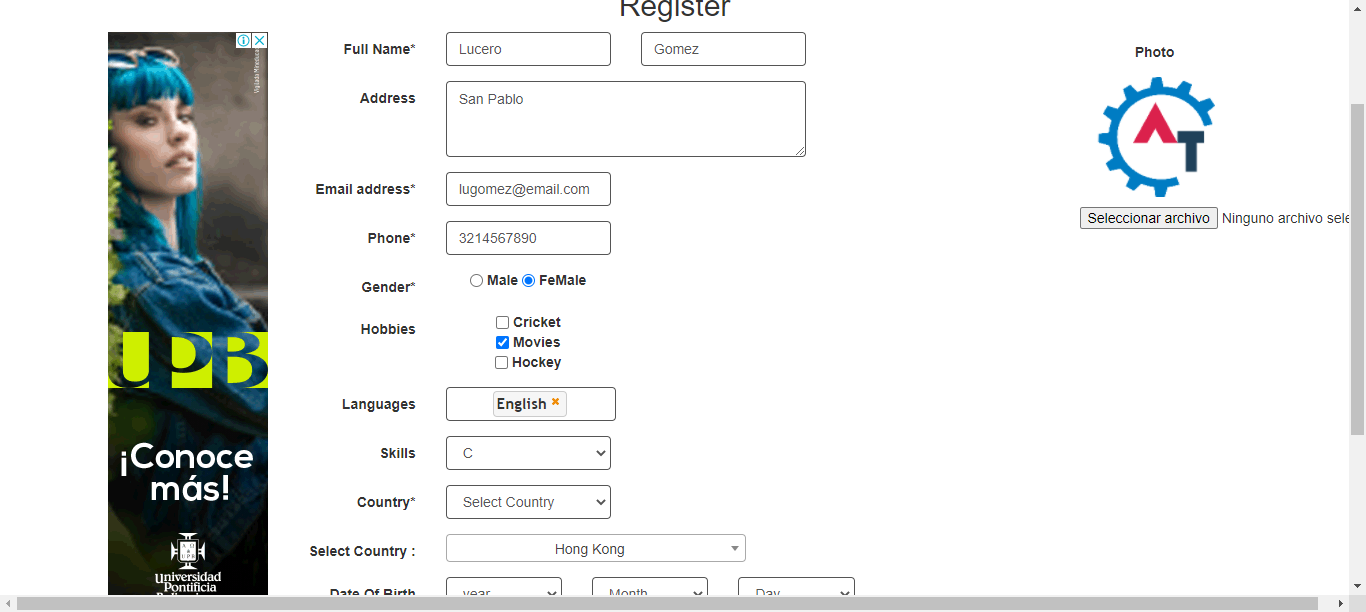 Register
Full Name*
Lucero
Gomez
Photo
Address
San Pablo
Email address*
lugomez@email.com
Phone*
3214567890
Seleccionar archivo
Ninguno archivo sele
Gender*
Male
FeMale
Hobbies
Cricket
Movies
Hockey
Languages
English
Skills
C
Country*
Select Country
Select Country :
Hong Kong
Date Of Birth
year
Month
Day
AT
UPB
¡Conoce
más!
Universidad
Pontificia